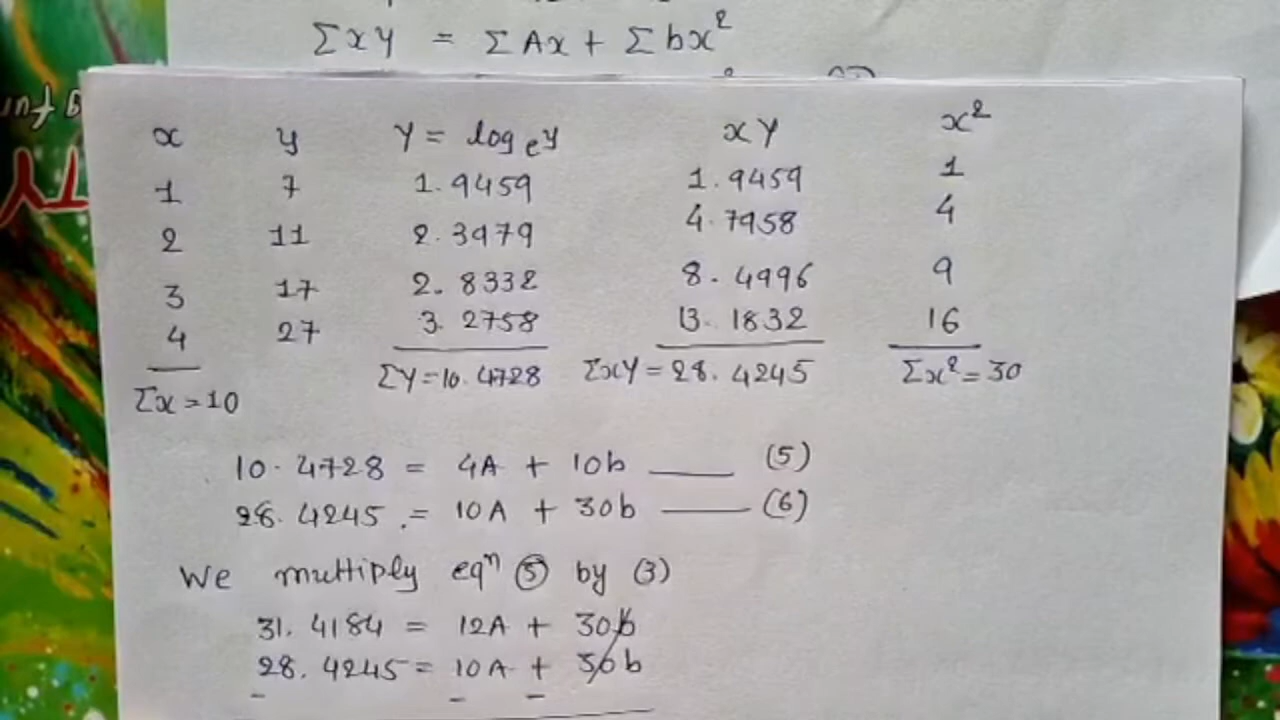 Σxy = ΣAx + Σbx²
x y Y = log_e y xY x²
1 7 1.9459 1.9459 1
2 11 2.3979 4.7958 4
3 17 2.8332 8.4996 9
4 27 3.2758 13.1832 16
Σx = 10 ΣY = 10.4728 ΣxY = 28.4245 Σx² = 30
10.4728 = 4A + 10b —— (5)
28.4245 = 10A + 30b —— (6)
We multiply eqⁿ ⑤ by (3)
31.4184 = 12A + 30b
28.4245 = 10A + 30b
- - -